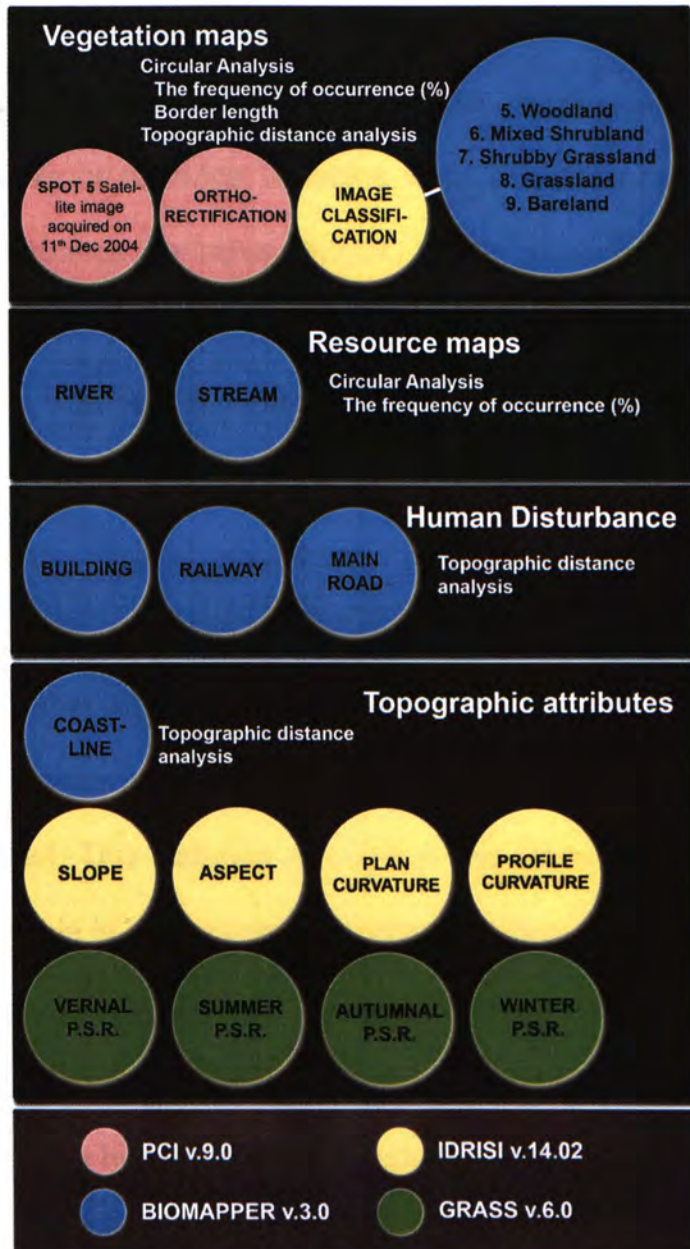 Vegetation maps
Circular Analysis
The frequency of occurrence (%)
Border length
Topographic distance analysis
5. Woodland
6. Mixed Shrubland
7. Shrubby Grassland
8. Grassland
9. Bareland
SPOT 5 Satel-
lite image
acquired on
11th Dec 2004
ORTHO-
RECTIFICATION
IMAGE
CLASSIFI-
CATION
Resource maps
Circular Analysis
The frequency of occurrence (%)
RIVER
STREAM
Human Disturbance
Topographic distance
analysis
BUILDING
RAILWAY
MAIN
ROAD
Topographic attributes
COAST-
LINE
Topographic distance
analysis
SLOPE
ASPECT
PLAN
CURVATURE
PROFILE
CURVATURE
VERNAL
P.S.R.
SUMMER
P.S.R.
AUTUMNAL
P.S.R.
WINTER
P.S.R.
PCI v.9.0
IDRISI v.14.02
BIOMAPPER v.3.0
GRASS v.6.0